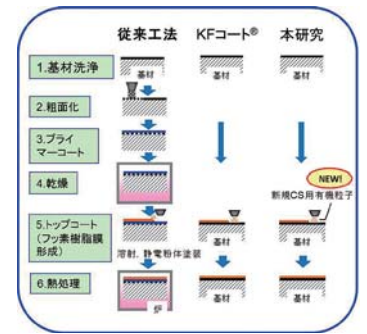 従来工法 KFコート® 本研究
1.基材洗浄
基材 基材 基材
2.粗面化
3.プライ
マーコート
4.乾燥
NEW!
新規CS用有機粒子
5.トップコート
(フッ素樹脂膜
形成)
溶射、静電粉体塗装
基材 基材
6.熱処理
炉
基材 基材